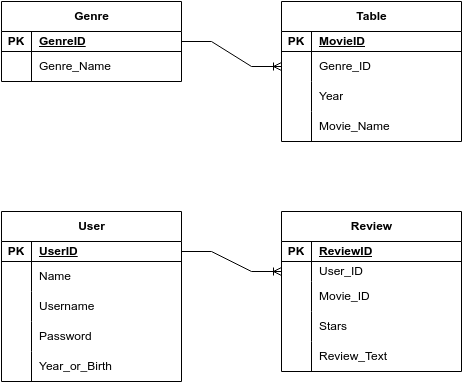 Genre
PK GenreID
Genre_Name
Table
PK MovieID
Genre_ID
Year
Movie_Name
User
PK UserID
Name
Username
Password
Year_or_Birth
Review
PK ReviewID
User_ID
Movie_ID
Stars
Review_Text